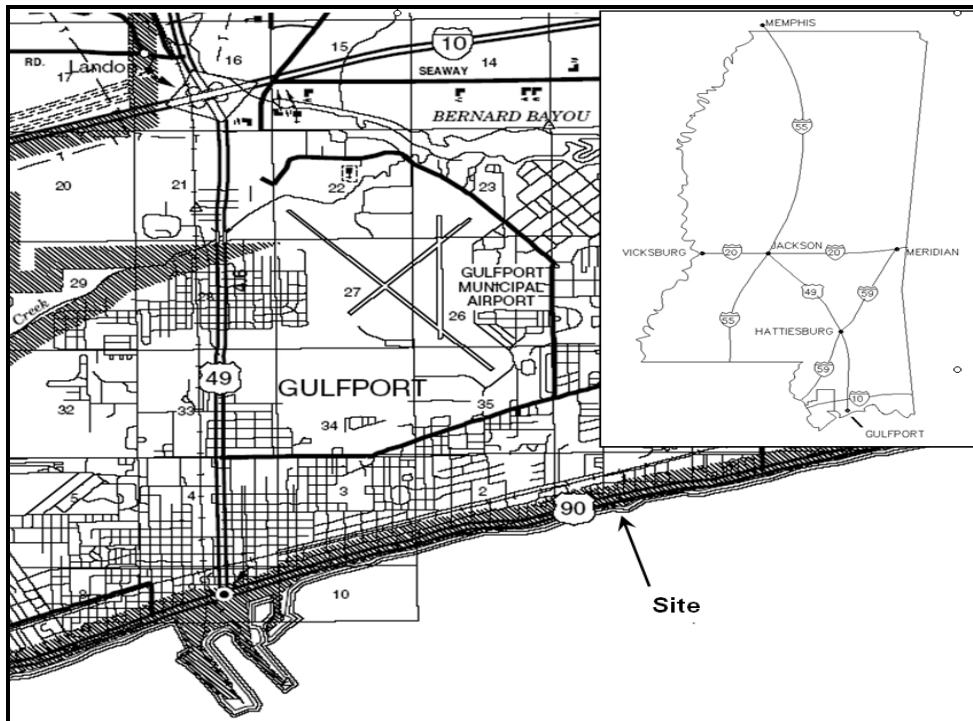 MEMPHIS
10
15
16
14
RD.
17
Landon
SEAWAY
BERNARD BAYOU
55
20
21
22
23
VICKSBURG
20
JACKSON
20
MERIDIAN
GULFPORT
MUNICIPAL
AIRPORT
29
28
27
26
Creek
49
59
55
HATTIESBURG
49
GULFPORT
59
10
32
33
34
35
GULFPORT
5
4
3
2
90
Site
10